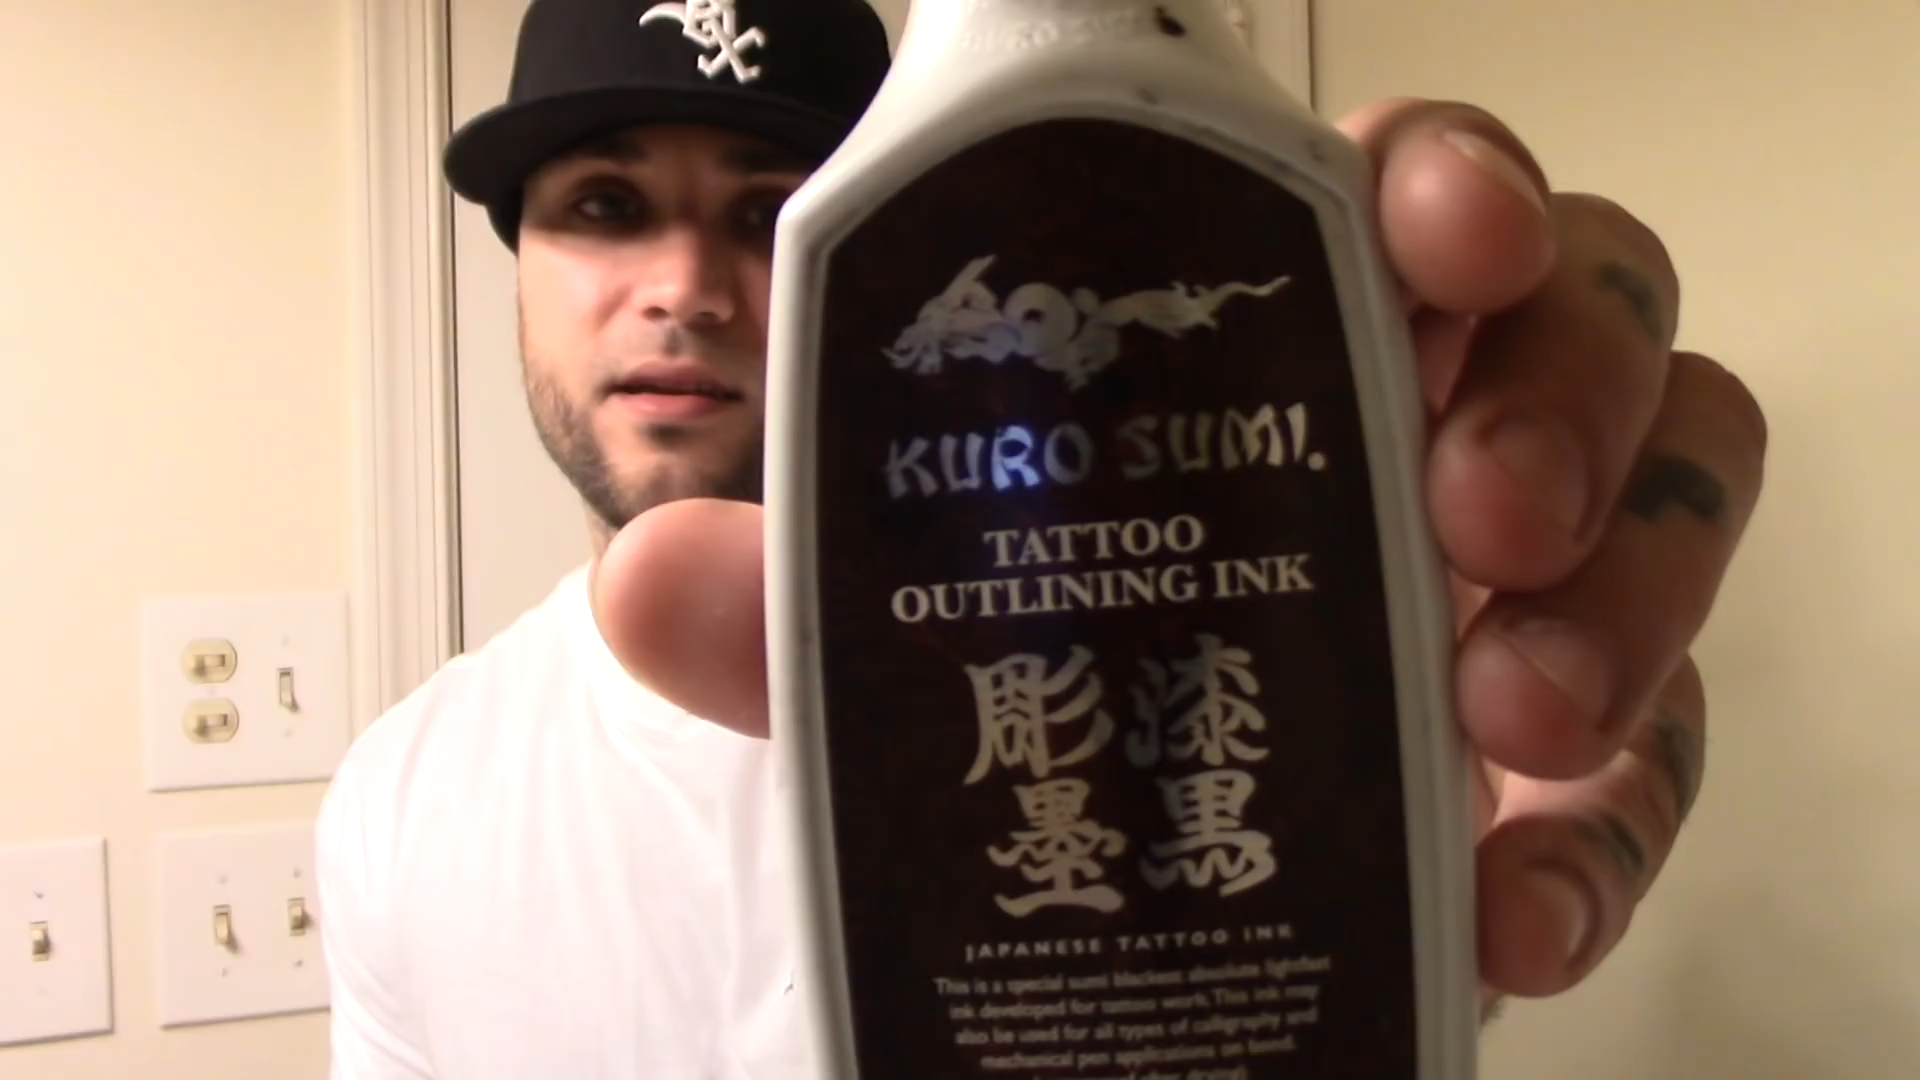 SOX
KURO SUMI.
TATTOO
OUTLINING INK
彫漆
墨黒
JAPANESE TATTOO INK
This is a special sumi blackest absolute lightfast
ink developed for tattoo work. This ink may
also be used for all types of calligraphy and
mechanical pen applications on bond.